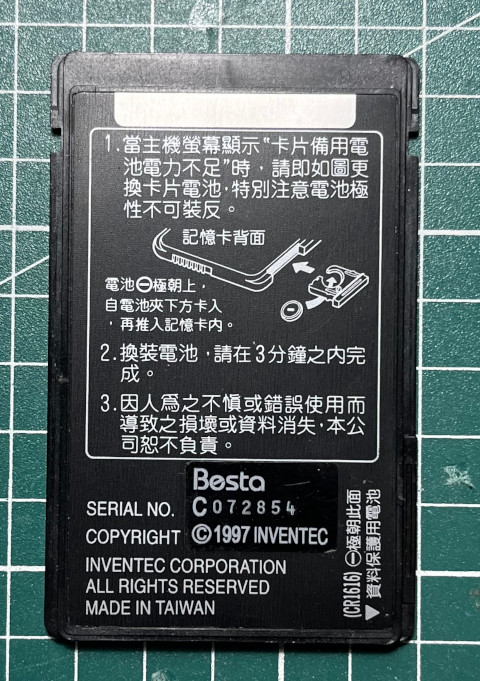 1.當主機螢幕顯示“卡片備用電
池電力不足”時，請即如圖更
換卡片電池，特別注意電池極
性不可裝反。
記憶卡背面
電池⊖極朝上，
自電池夾下方卡入
，再推入記憶卡內。
2.換裝電池，請在3分鐘之內完
成。
3.因人為之不慎或錯誤使用而
導致之損壞或資料消失，本公
司恕不負責。
Besta
SERIAL NO. C072854
COPYRIGHT ©1997 INVENTEC
INVENTEC CORPORATION
ALL RIGHTS RESERVED
MADE IN TAIWAN
(CR1616)⊖極朝此面
▼資料保護用電池